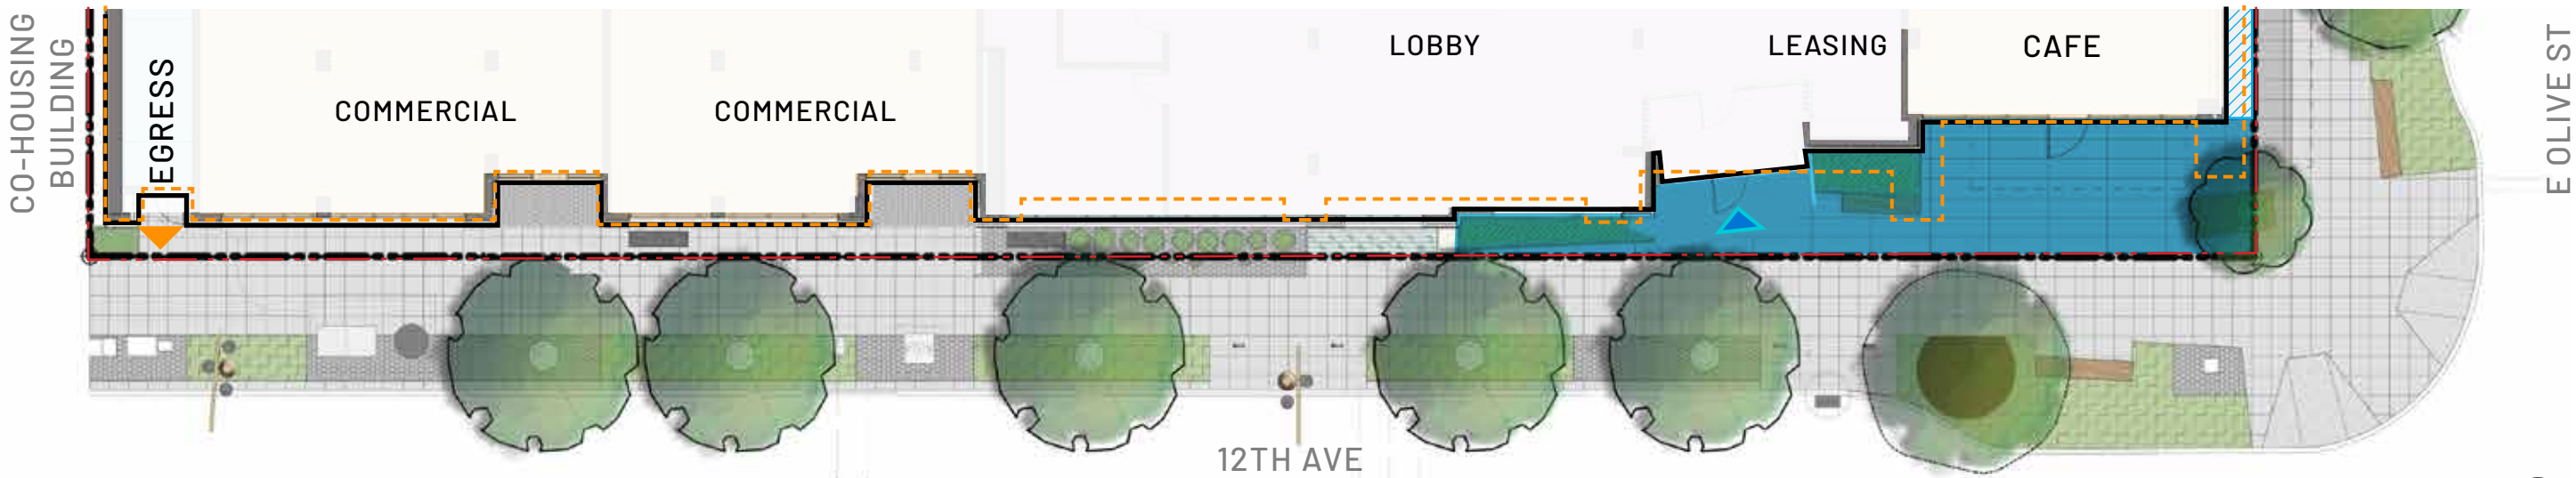 CO-HOUSING
BUILDING
EGRESS
COMMERCIAL
COMMERCIAL
LOBBY
LEASING
CAFE
E OLIVE ST
12TH AVE